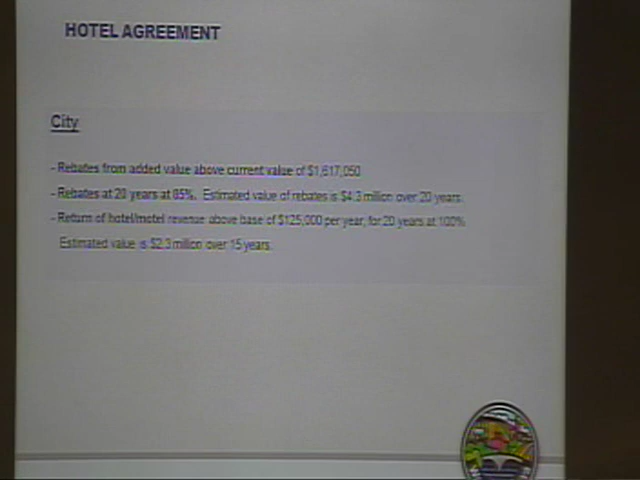 HOTEL AGREEMENT
City
- Rebates from added value above current value of $1,617,050
- Rebates at 20 years at 85%. Estimated value of rebates is $4.3 million over 20 years.
- Return of hotel/motel revenue above base of $125,000 per year, for 20 years at 100%
Estimated value is $2.3 million over 15 years.